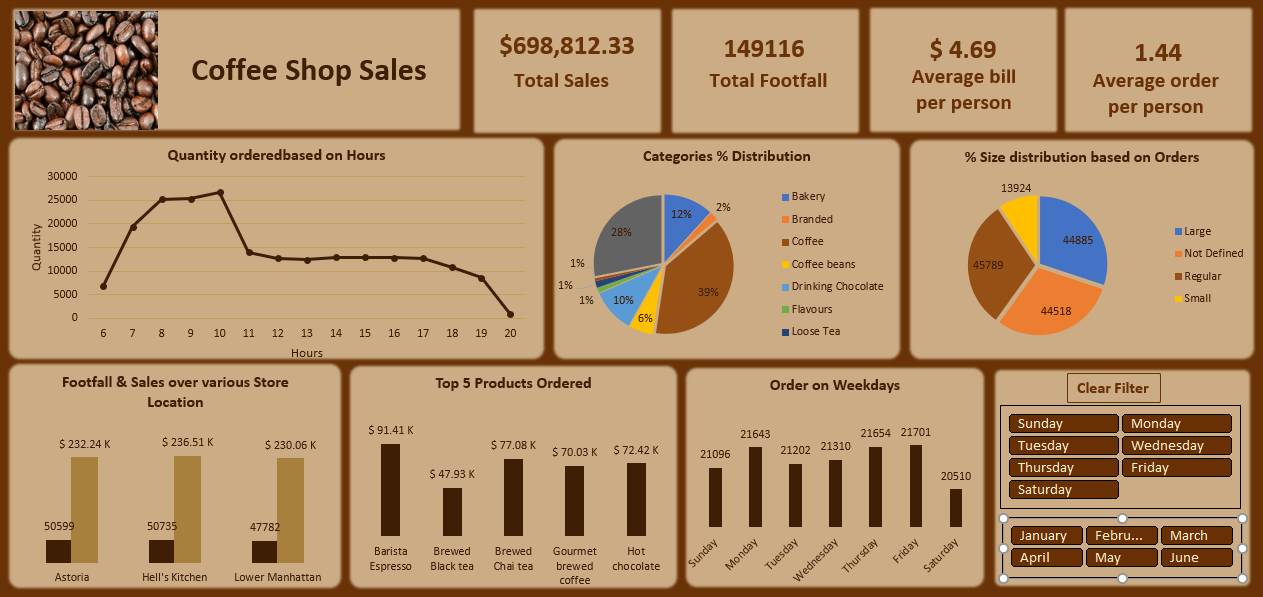 Coffee Shop Sales
$698,812.33
Total Sales
149116
Total Footfall
$ 4.69
Average bill
per person
1.44
Average order
per person
Quantity orderedbased on Hours
30000
25000
20000
15000
10000
5000
0
Quantity
6 7 8 9 10 11 12 13 14 15 16 17 18 19 20
Hours
Categories % Distribution
12%
2%
39%
6%
10%
1%
1%
1%
28%
Bakery
Branded
Coffee
Coffee beans
Drinking Chocolate
Flavours
Loose Tea
% Size distribution based on Orders
13924
44885
45789
44518
Large
Not Defined
Regular
Small
Footfall & Sales over various Store
Location
$ 232.24 K $ 236.51 K $ 230.06 K
50599 50735 47782
Astoria Hell's Kitchen Lower Manhattan
Top 5 Products Ordered
$ 91.41 K
$ 47.93 K
$ 77.08 K
$ 70.03 K
$ 72.42 K
Barista
Espresso
Brewed
Black tea
Brewed
Chai tea
Gourmet
brewed
coffee
Hot
chocolate
Order on Weekdays
21096
21643
21202
21310
21654
21701
20510
Sunday
Monday
Tuesday
Wednesday
Thursday
Friday
Saturday
Clear Filter
Sunday Monday
Tuesday Wednesday
Thursday Friday
Saturday
January Febru... March
April May June